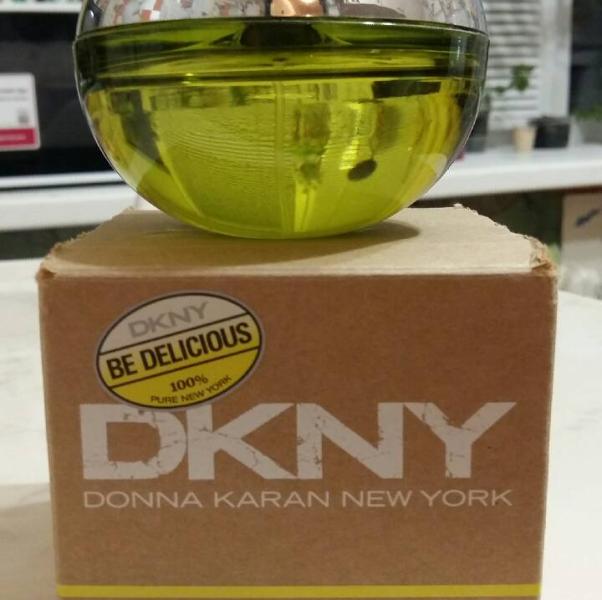 DKNY
BE DELICIOUS
100%
PURE NEW YORK
DKNY
DONNA KARAN NEW YORK